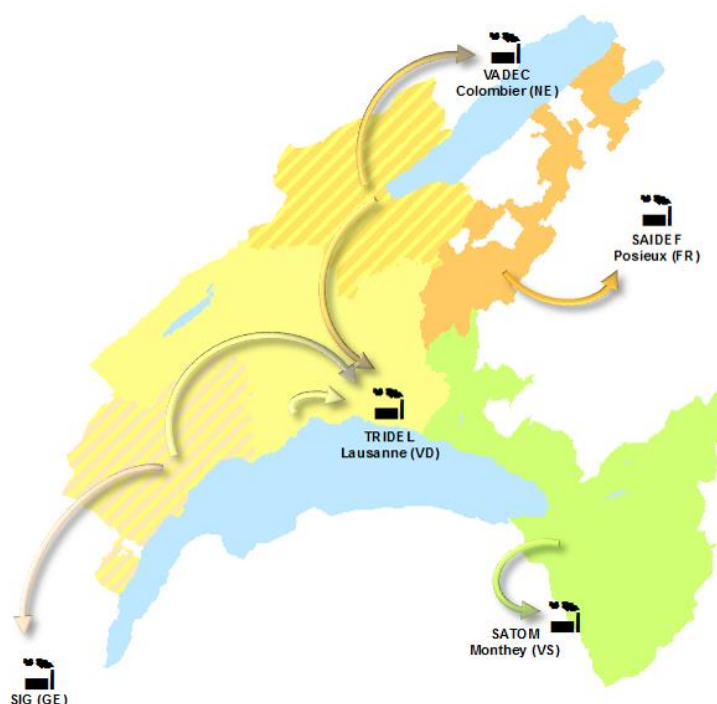 VADEC
Colombier (NE)
SAIDEF
Posieux (FR)
TRIDEL
Lausanne (VD)
SATOM
Monthey (VS)
SIG (GE)